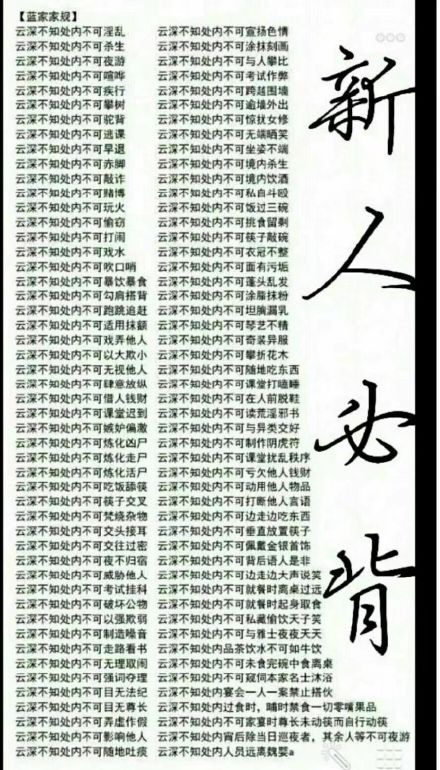 【蓝家家规】
云深不知处内不可淫乱 云深不知处内不可宣扬色情
云深不知处内不可杀生 云深不知处内不可涂抹刻画
云深不知处内不可夜游 云深不知处内不可与人攀比
云深不知处内不可喧哗 云深不知处内不可考试作弊
云深不知处内不可疾行 云深不知处内不可跨越围墙
云深不知处内不可攀树 云深不知处内不可逾墙外出
云深不知处内不可驼背 云深不知处内不可惊扰女修
云深不知处内不可逃课 云深不知处内不可无端哂笑
云深不知处内不可早退 云深不知处内不可坐姿不端
云深不知处内不可赤脚 云深不知处内不可境内杀生
云深不知处内不可敲诈 云深不知处内不可境内饮酒
云深不知处内不可赌博 云深不知处内不可私自斗殴
云深不知处内不可玩火 云深不知处内不可饭过三碗
云深不知处内不可偷窃 云深不知处内不可挑食留剩
云深不知处内不可打闹 云深不知处内不可筷子敲碗
云深不知处内不可戏水 云深不知处内不可衣冠不整
云深不知处内不可吹口哨 云深不知处内不可面有污垢
云深不知处内不可暴饮暴食 云深不知处内不可蓬头乱发
云深不知处内不可勾肩搭背 云深不知处内不可涂脂抹粉
云深不知处内不可跑跳追赶 云深不知处内不可坦胸漏乳
云深不知处内不可适用抹额 云深不知处内不可琴艺不精
云深不知处内不可戏弄他人 云深不知处内不可奇装异服
云深不知处内不可以大欺小 云深不知处内不可攀折花木
云深不知处内不可无视他人 云深不知处内不可随地吃东西
云深不知处内不可肆意放纵 云深不知处内不可课堂打瞌睡
云深不知处内不可借人钱财 云深不知处内不可在人前脱鞋
云深不知处内不可课堂迟到 云深不知处内不可读荒淫邪书
云深不知处内不可嫉妒偏激 云深不知处内不可与异类交好
云深不知处内不可炼化凶尸 云深不知处内不可制作阴虎符
云深不知处内不可炼化走尸 云深不知处内不可课堂扰乱秩序
云深不知处内不可炼化活尸 云深不知处内不可亏欠他人钱财
云深不知处内不可吃饭舔筷 云深不知处内不可动用他人物品
云深不知处内不可筷子交叉 云深不知处内不可打断他人言语
云深不知处内不可焚烧杂物 云深不知处内不可边走边吃东西
云深不知处内不可交头接耳 云深不知处内不可垂直放置筷子
云深不知处内不可交往过密 云深不知处内不可佩戴金银首饰
云深不知处内不可夜不归宿 云深不知处内不可背后语人是非
云深不知处内不可威胁他人 云深不知处内不可边走边大声说笑
云深不知处内不可考试挂科 云深不知处内不可就餐时离桌过远
云深不知处内不可破坏公物 云深不知处内不可就餐时起身取食
云深不知处内不可以强欺弱 云深不知处内不可私藏偷饮天子笑
云深不知处内不可制造噪音 云深不知处内不可与雅士夜夜天天
云深不知处内不可走路看书 云深不知处内品茶饮水不可如牛饮
云深不知处内不可无理取闹 云深不知处内不可未食完碗中食离桌
云深不知处内不可强词夺理 云深不知处内不可窥伺本家名士沐浴
云深不知处内不可目无法纪 云深不知处内宴会一人一案禁止搭伙
云深不知处内不可目无尊长 云深不知处内过食时，哺时禁食一切零嘴果品
云深不知处内不可弄虚作假 云深不知处内不可家宴时尊长未动筷而自行动筷
云深不知处内不可影响他人 云深不知处内宵后除当日巡夜者，其余人等不可夜游
云深不知处内不可随地吐痰 云深不知处内人员远离魏婴a
新人必背